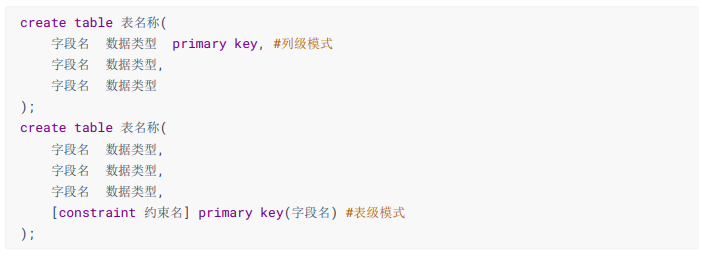 create table 表名称(
字段名 数据类型 primary key, #列级模式
字段名 数据类型,
字段名 数据类型
);
create table 表名称(
字段名 数据类型,
字段名 数据类型,
字段名 数据类型,
[constraint 约束名] primary key(字段名) #表级模式
);